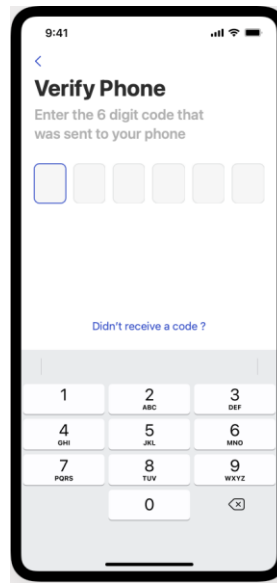 9:41
Verify Phone
Enter the 6 digit code that
was sent to your phone
Didn't receive a code ?
1 2 3
ABC DEF
4 5 6
GHI JKL MNO
7 8 9
PQRS TUV WXYZ
0